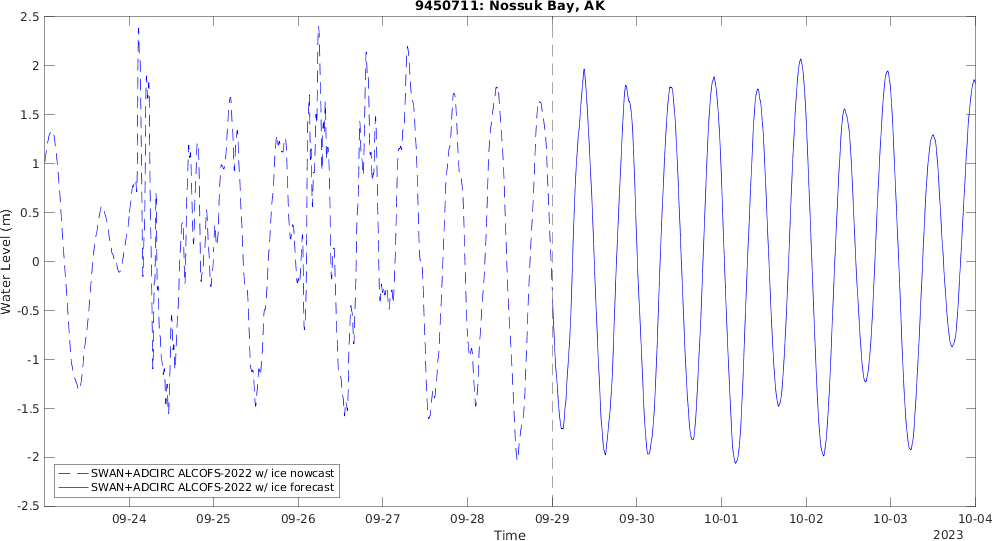 9450711: Nossuk Bay, AK
2.5
2
1.5
1
0.5
0
-0.5
-1
-1.5
-2
-2.5
Water Level (m)
SWAN+ADCIRC ALCOFS-2022 w/ ice nowcast
SWAN+ADCIRC ALCOFS-2022 w/ ice forecast
09-24 09-25 09-26 09-27 09-28 09-29 09-30 10-01 10-02 10-03 10-04
Time
2023